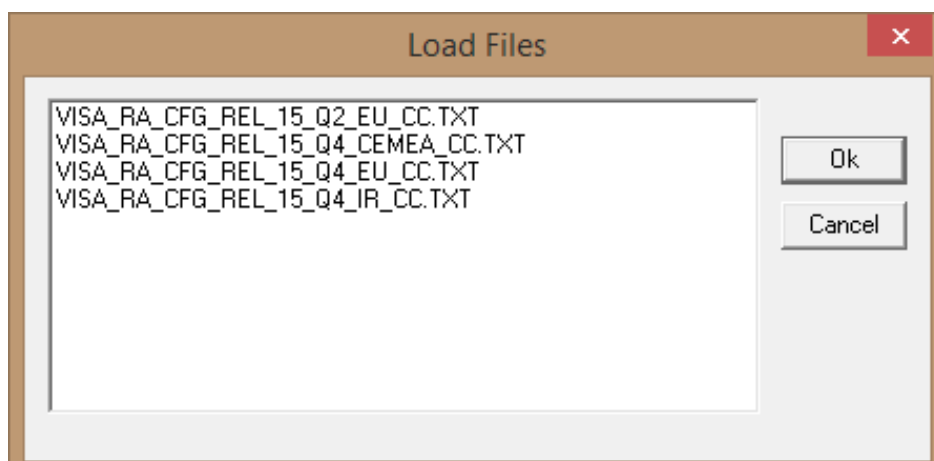 Load Files
VISA_RA_CFG_REL_15_Q2_EU_CC.TXT
VISA_RA_CFG_REL_15_Q4_CEMEA_CC.TXT
VISA_RA_CFG_REL_15_Q4_EU_CC.TXT
VISA_RA_CFG_REL_15_Q4_IR_CC.TXT
Ok
Cancel